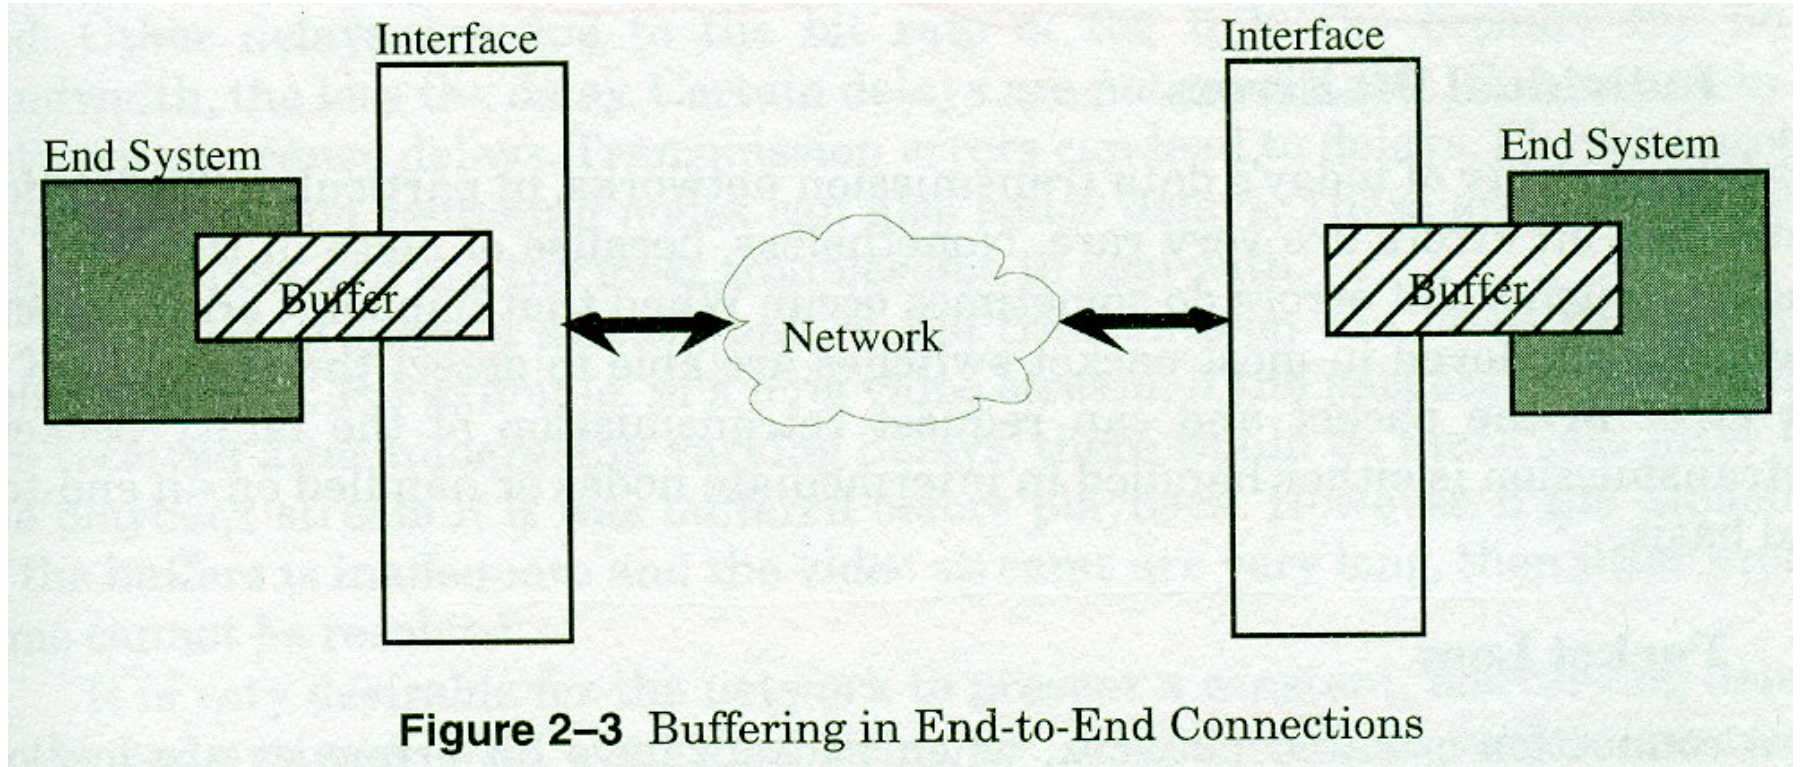 Interface
Interface
End System
End System
Buffer
Buffer
Network
Figure 2–3 Buffering in End-to-End Connections